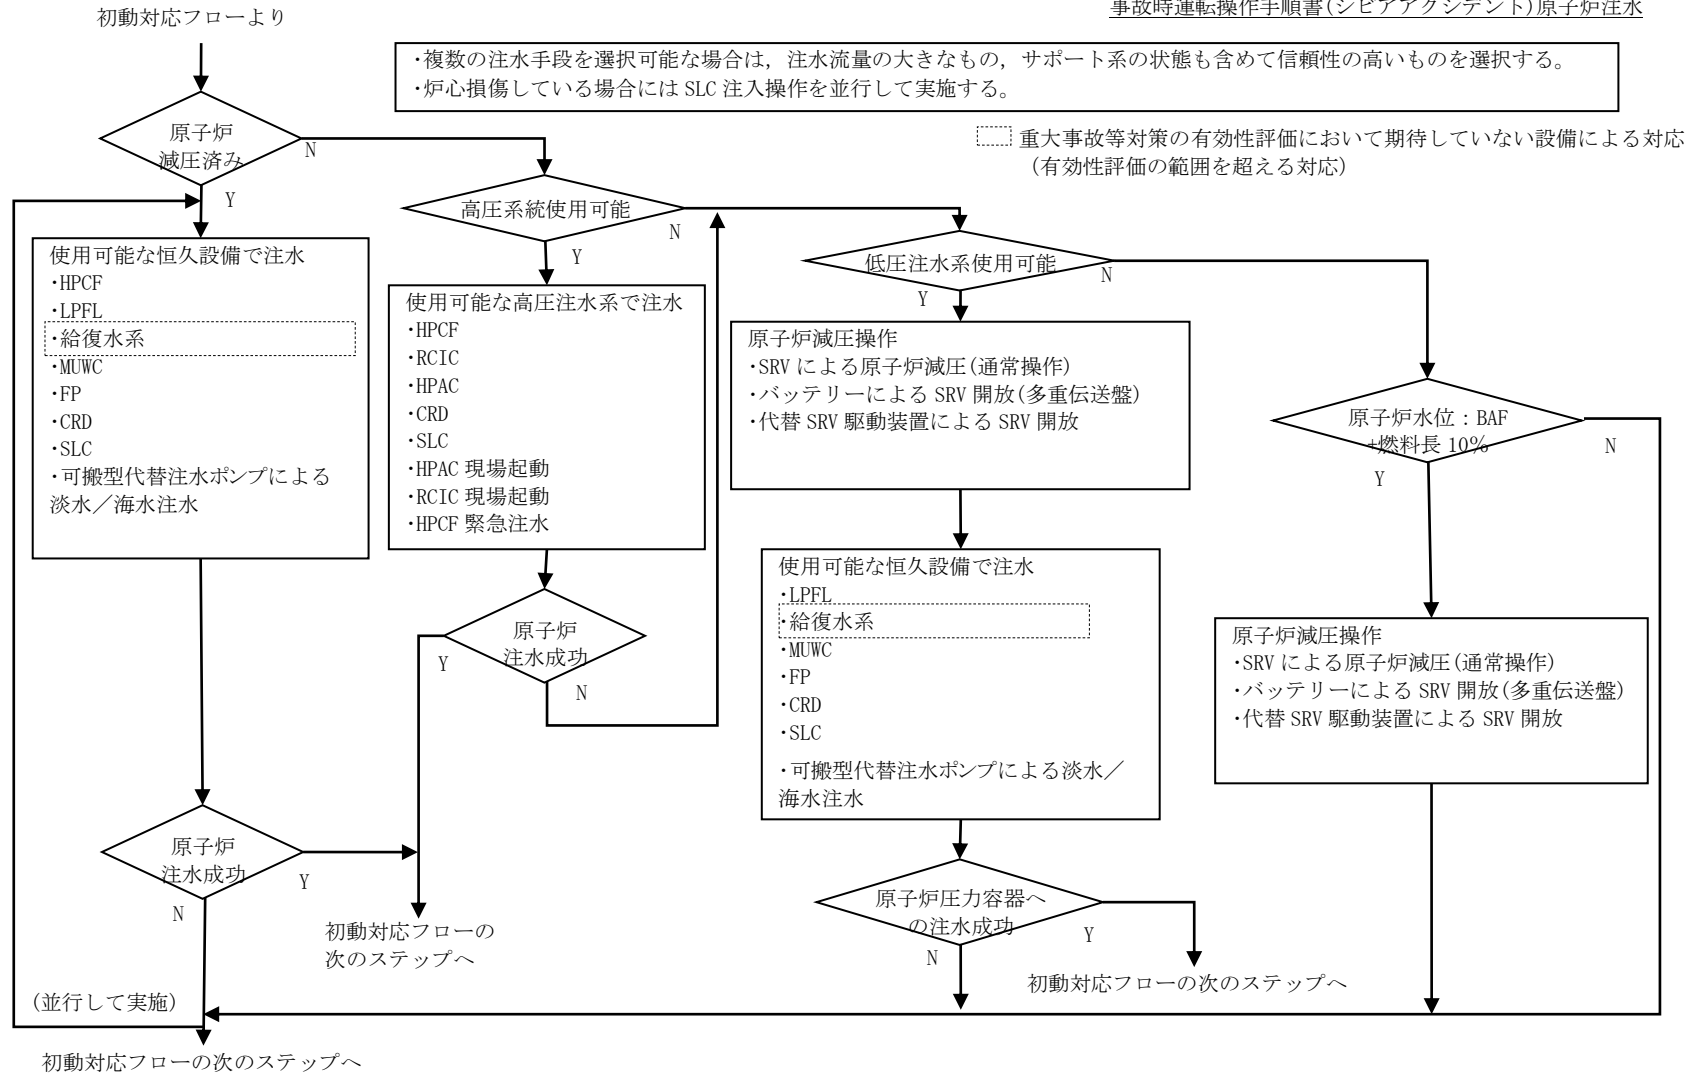 事故時運転操作手順書(シビアアクシデント)原子炉注水
初動対応フローより
・複数の注水手段を選択可能な場合は，注水流量の大きなもの，サポート系の状態も含めて信頼性の高いものを選択する。
・炉心損傷している場合には SLC 注入操作を並行して実施する。
重大事故等対策の有効性評価において期待していない設備による対応
(有効性評価の範囲を超える対応)
原子炉
減圧済み
N
Y
使用可能な恒久設備で注水
・HPCF
・LPFL
・給復水系
・MUWC
・FP
・CRD
・SLC
・可搬型代替注水ポンプによる
淡水／海水注水
原子炉
注水成功
Y
N
高圧系統使用可能
N
Y
使用可能な高圧注水系で注水
・HPCF
・RCIC
・HPAC
・CRD
・SLC
・HPAC 現場起動
・RCIC 現場起動
・HPCF 緊急注水
原子炉
注水成功
Y
N
初動対応フローの
次のステップへ
低圧注水系使用可能
N
Y
原子炉減圧操作
・SRV による原子炉減圧(通常操作)
・バッテリーによる SRV 開放(多重伝送盤)
・代替 SRV 駆動装置による SRV 開放
使用可能な恒久設備で注水
・LPFL
・給復水系
・MUWC
・FP
・CRD
・SLC
・可搬型代替注水ポンプによる淡水／
海水注水
原子炉圧力容器へ
の注水成功
Y
N
初動対応フローの次のステップへ
原子炉水位：BAF
+燃料長 10%
N
Y
原子炉減圧操作
・SRV による原子炉減圧(通常操作)
・バッテリーによる SRV 開放(多重伝送盤)
・代替 SRV 駆動装置による SRV 開放
(並行して実施)
初動対応フローの次のステップへ